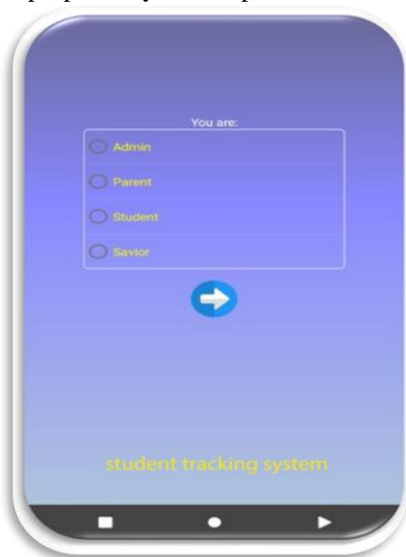 You are:
Admin
Parent
Student
Savior
student tracking system